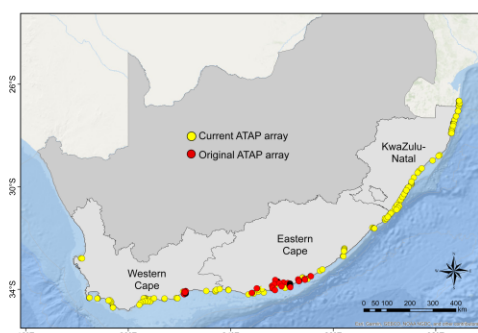 26°S
Current ATAP array
Original ATAP array
KwaZulu-
Natal
30°S
Eastern
Cape
Western
Cape
34°S
0 50 100 200 300 400
km